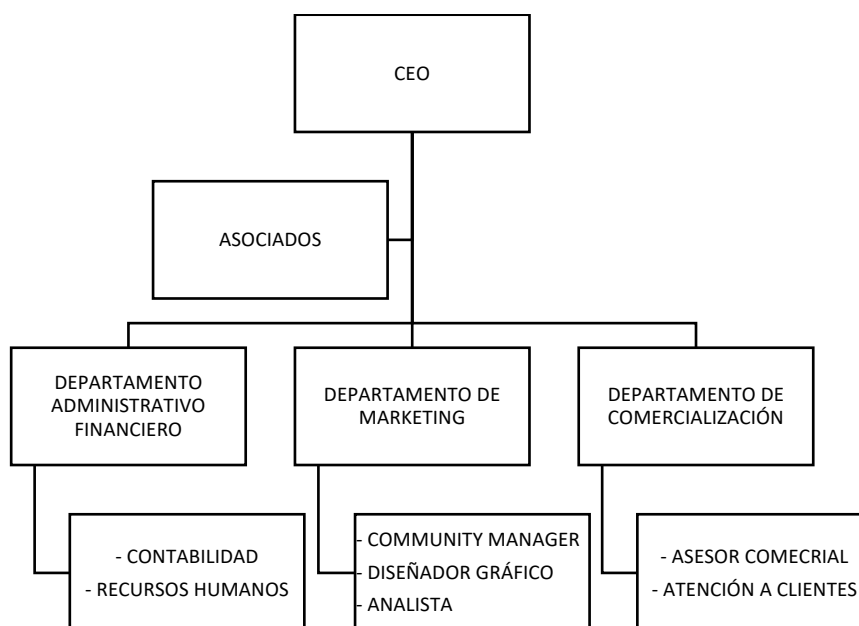 CEO
ASOCIADOS
DEPARTAMENTO
ADMINISTRATIVO
FINANCIERO
DEPARTAMENTO DE
MARKETING
DEPARTAMENTO DE
COMERCIALIZACIÓN
- CONTABILIDAD
- RECURSOS HUMANOS
- COMMUNITY MANAGER
- DISEÑADOR GRÁFICO
- ANALISTA
- ASESOR COMECRIAL
- ATENCIÓN A CLIENTES